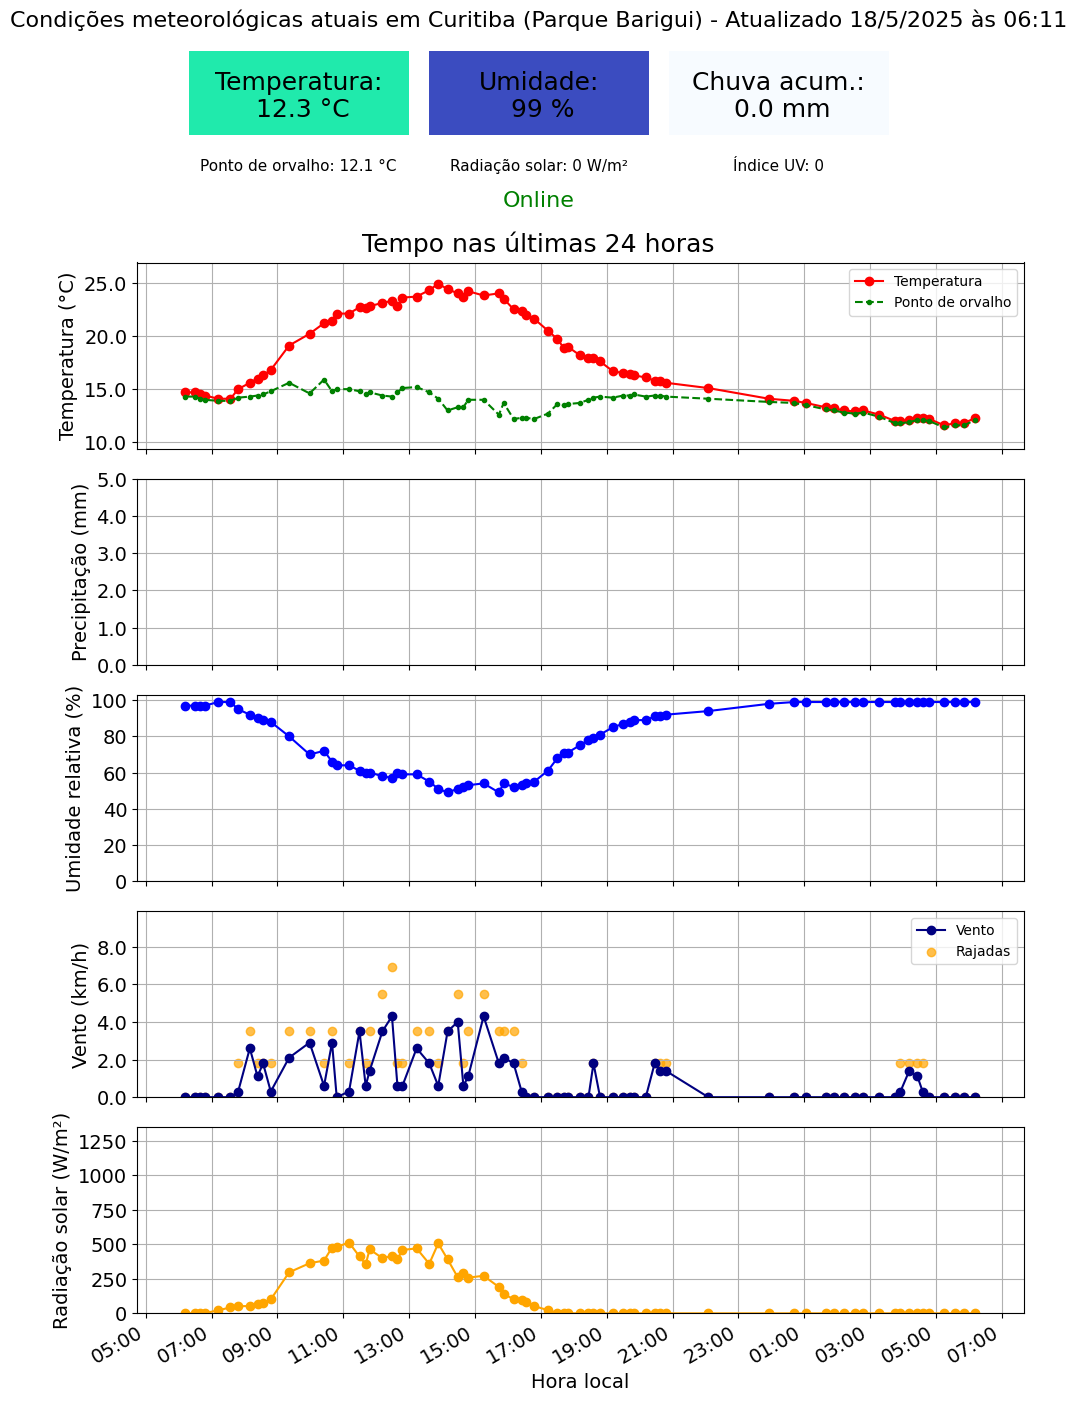 Condições meteorológicas atuais em Curitiba (Parque Barigui) - Atualizado 18/5/2025 às 06:11
Temperatura:
12.3 °C
Umidade:
99 %
Chuva acum.:
0.0 mm
Ponto de orvalho: 12.1 °C
Radiação solar: 0 W/m²
Índice UV: 0
Online
Tempo nas últimas 24 horas
Temperatura (°C)
25.0
20.0
15.0
10.0
Temperatura
Ponto de orvalho
Precipitação (mm)
5.0
4.0
3.0
2.0
1.0
0.0
Umidade relativa (%)
100
80
60
40
20
0
Vento (km/h)
8.0
6.0
4.0
2.0
0.0
Vento
Rajadas
Radiação solar (W/m²)
1250
1000
750
500
250
0
05:00 07:00 09:00 11:00 13:00 15:00 17:00 19:00 21:00 23:00 01:00 03:00 05:00 07:00
Hora local